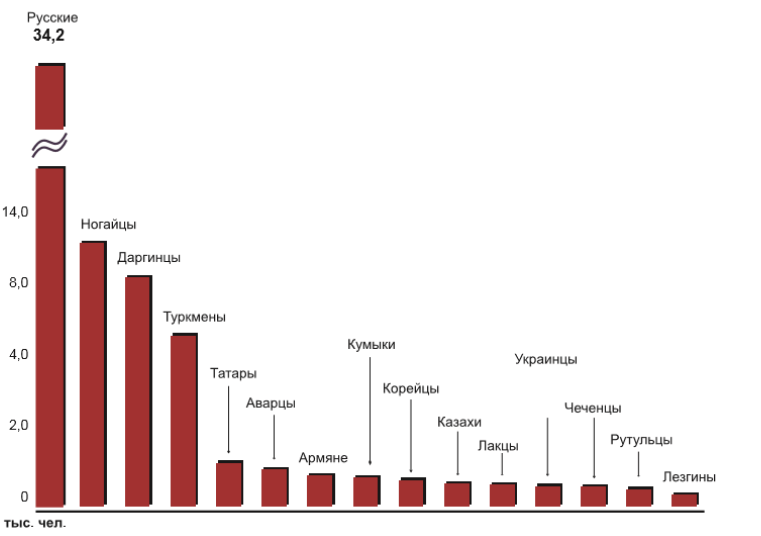 Русские
34,2
14,0
Ногайцы
Даргинцы
8,0
Туркмены
Кумыки
4,0
Украинцы
Татары
Корейцы
Аварцы
Чеченцы
Казахи
2,0
Рутульцы
Лакцы
Армяне
Лезгины
0
тыс. чел.